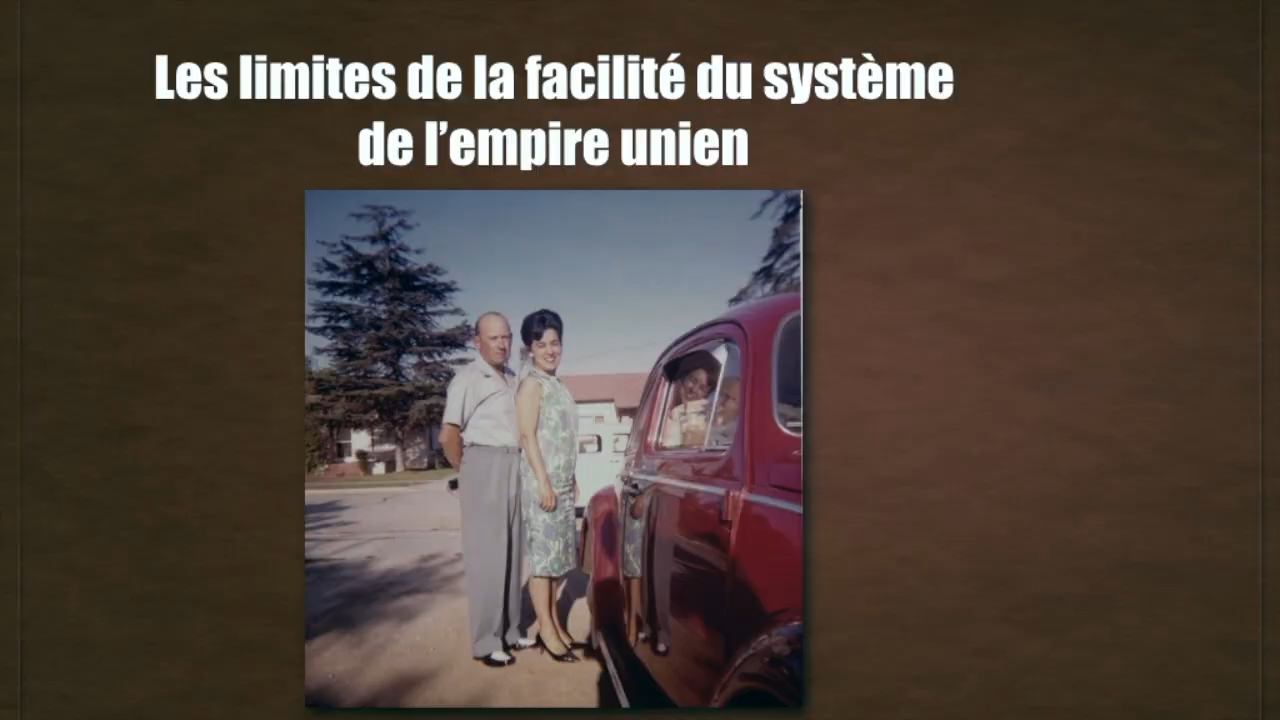 Les limites de la facilité du système
de l’empire unien